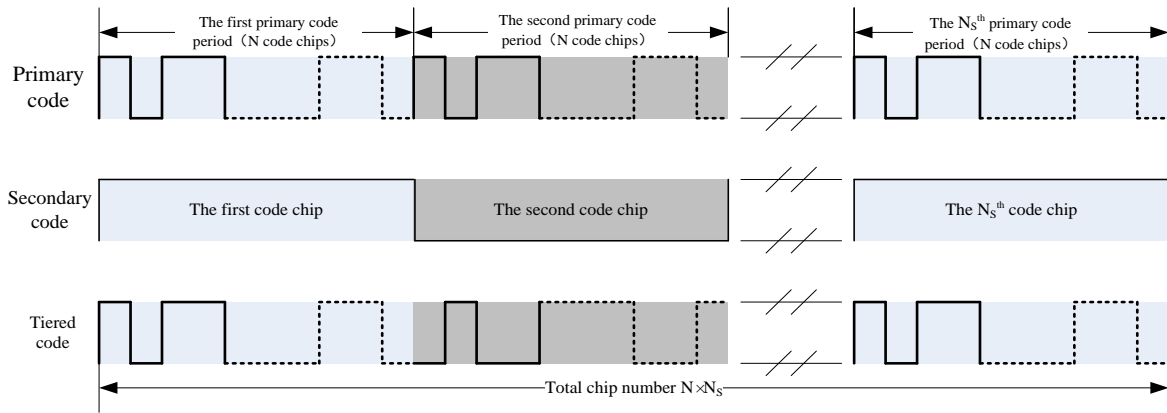 The first primary code
period（N code chips）
The second primary code
period（N code chips）
The NSth primary code
period（N code chips）
Primary
code
Secondary
code
The first code chip
The second code chip
The NSth code chip
Tiered
code
Total chip number N×NS